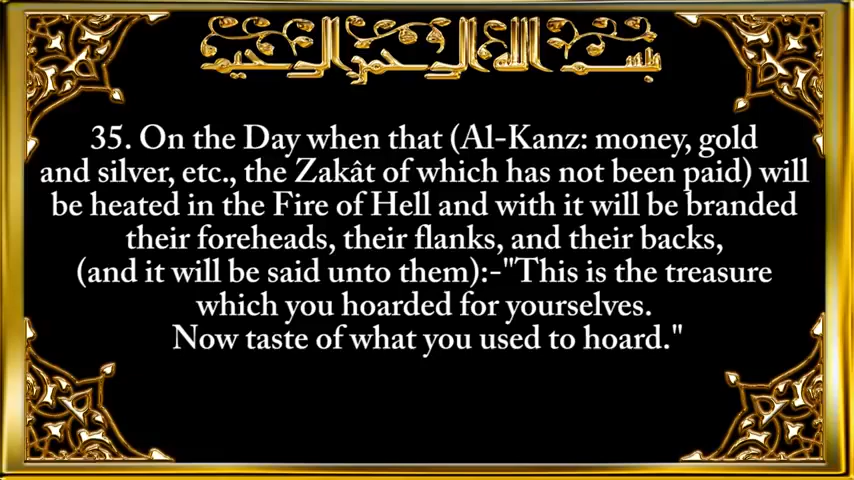 بسم الله الرحمن الرحيم
35. On the Day when that (Al-Kanz: money, gold
and silver, etc., the Zakât of which has not been paid) will
be heated in the Fire of Hell and with it will be branded
their foreheads, their flanks, and their backs,
(and it will be said unto them):-"This is the treasure
which you hoarded for yourselves.
Now taste of what you used to hoard."